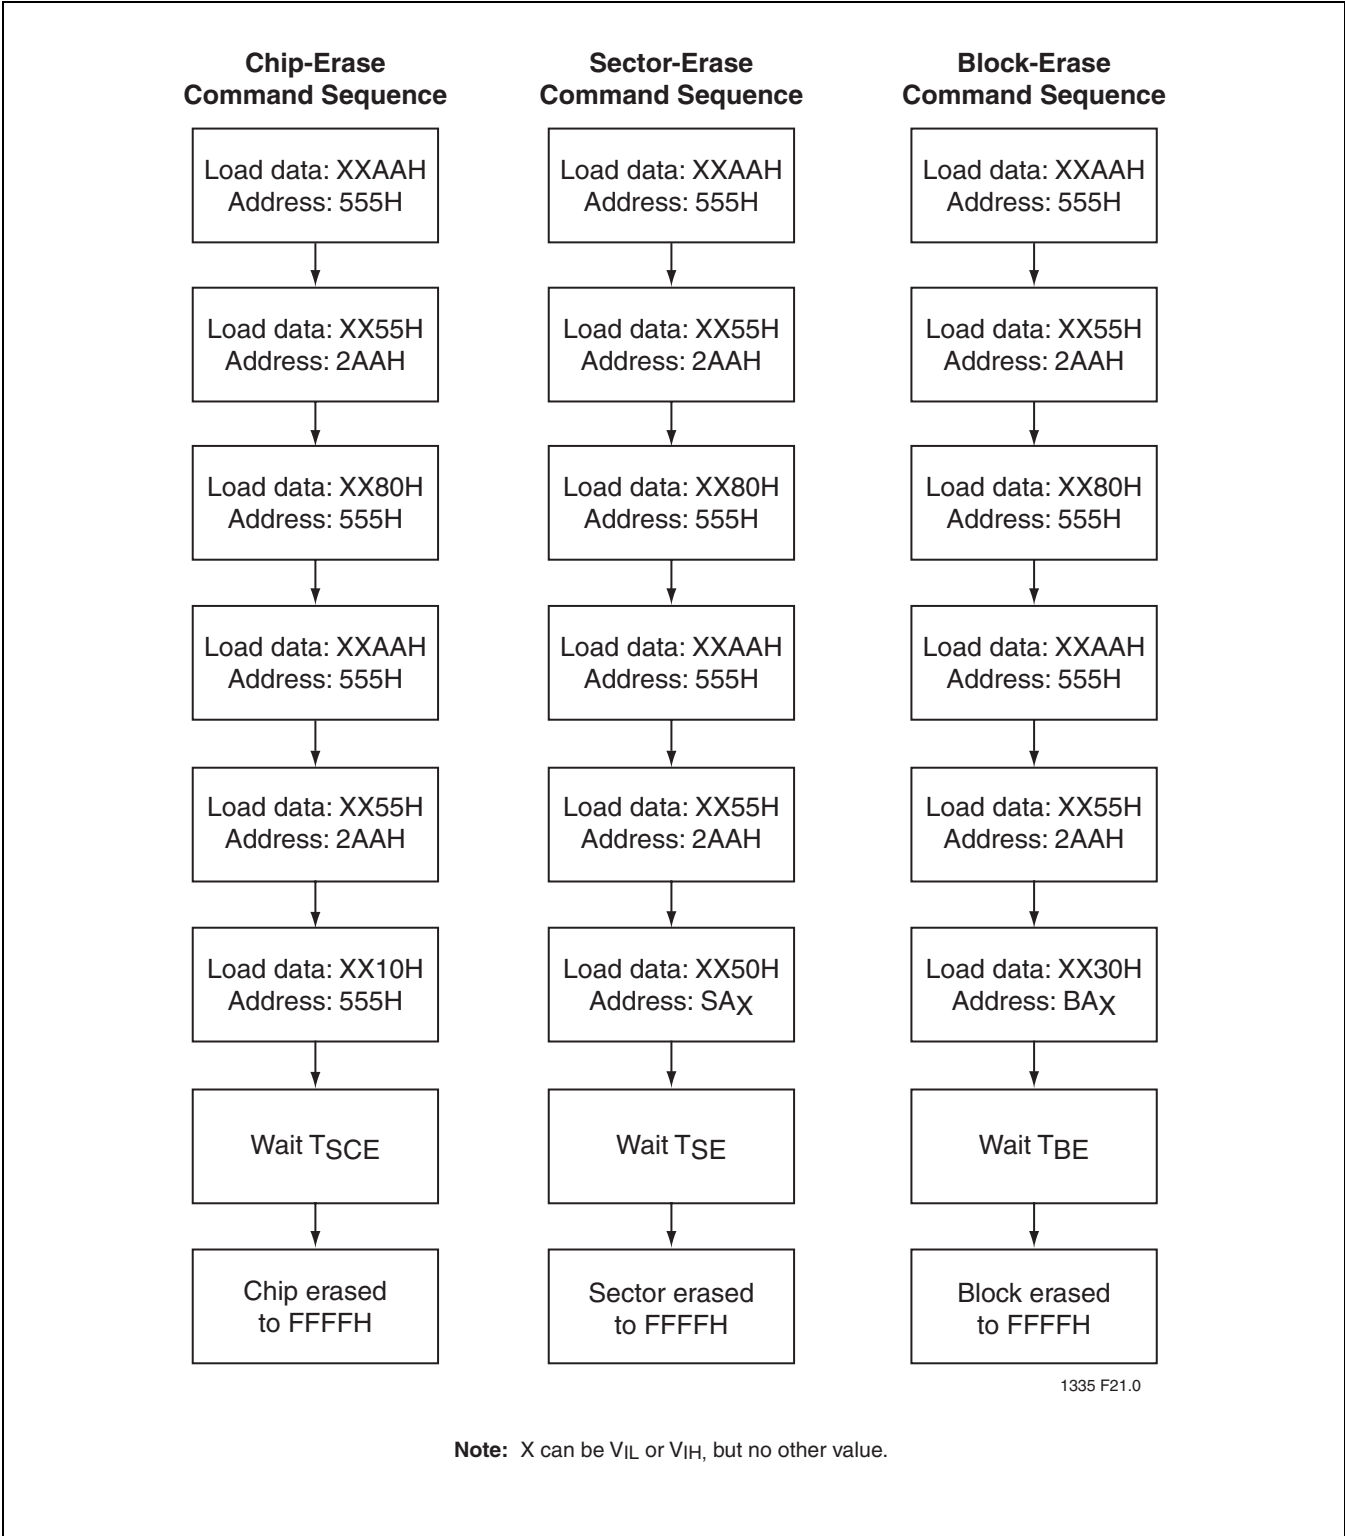 Chip-Erase
Command Sequence
Load data: XXAAH
Address: 555H
Load data: XX55H
Address: 2AAH
Load data: XX80H
Address: 555H
Load data: XXAAH
Address: 555H
Load data: XX55H
Address: 2AAH
Load data: XX10H
Address: 555H
Wait TSCE
Chip erased
to FFFFH
Sector-Erase
Command Sequence
Load data: XXAAH
Address: 555H
Load data: XX55H
Address: 2AAH
Load data: XX80H
Address: 555H
Load data: XXAAH
Address: 555H
Load data: XX55H
Address: 2AAH
Load data: XX50H
Address: SAX
Wait TSE
Sector erased
to FFFFH
Block-Erase
Command Sequence
Load data: XXAAH
Address: 555H
Load data: XX55H
Address: 2AAH
Load data: XX80H
Address: 555H
Load data: XXAAH
Address: 555H
Load data: XX55H
Address: 2AAH
Load data: XX30H
Address: BAX
Wait TBE
Block erased
to FFFFH
1335 F21.0
Note: X can be VIL or VIH, but no other value.